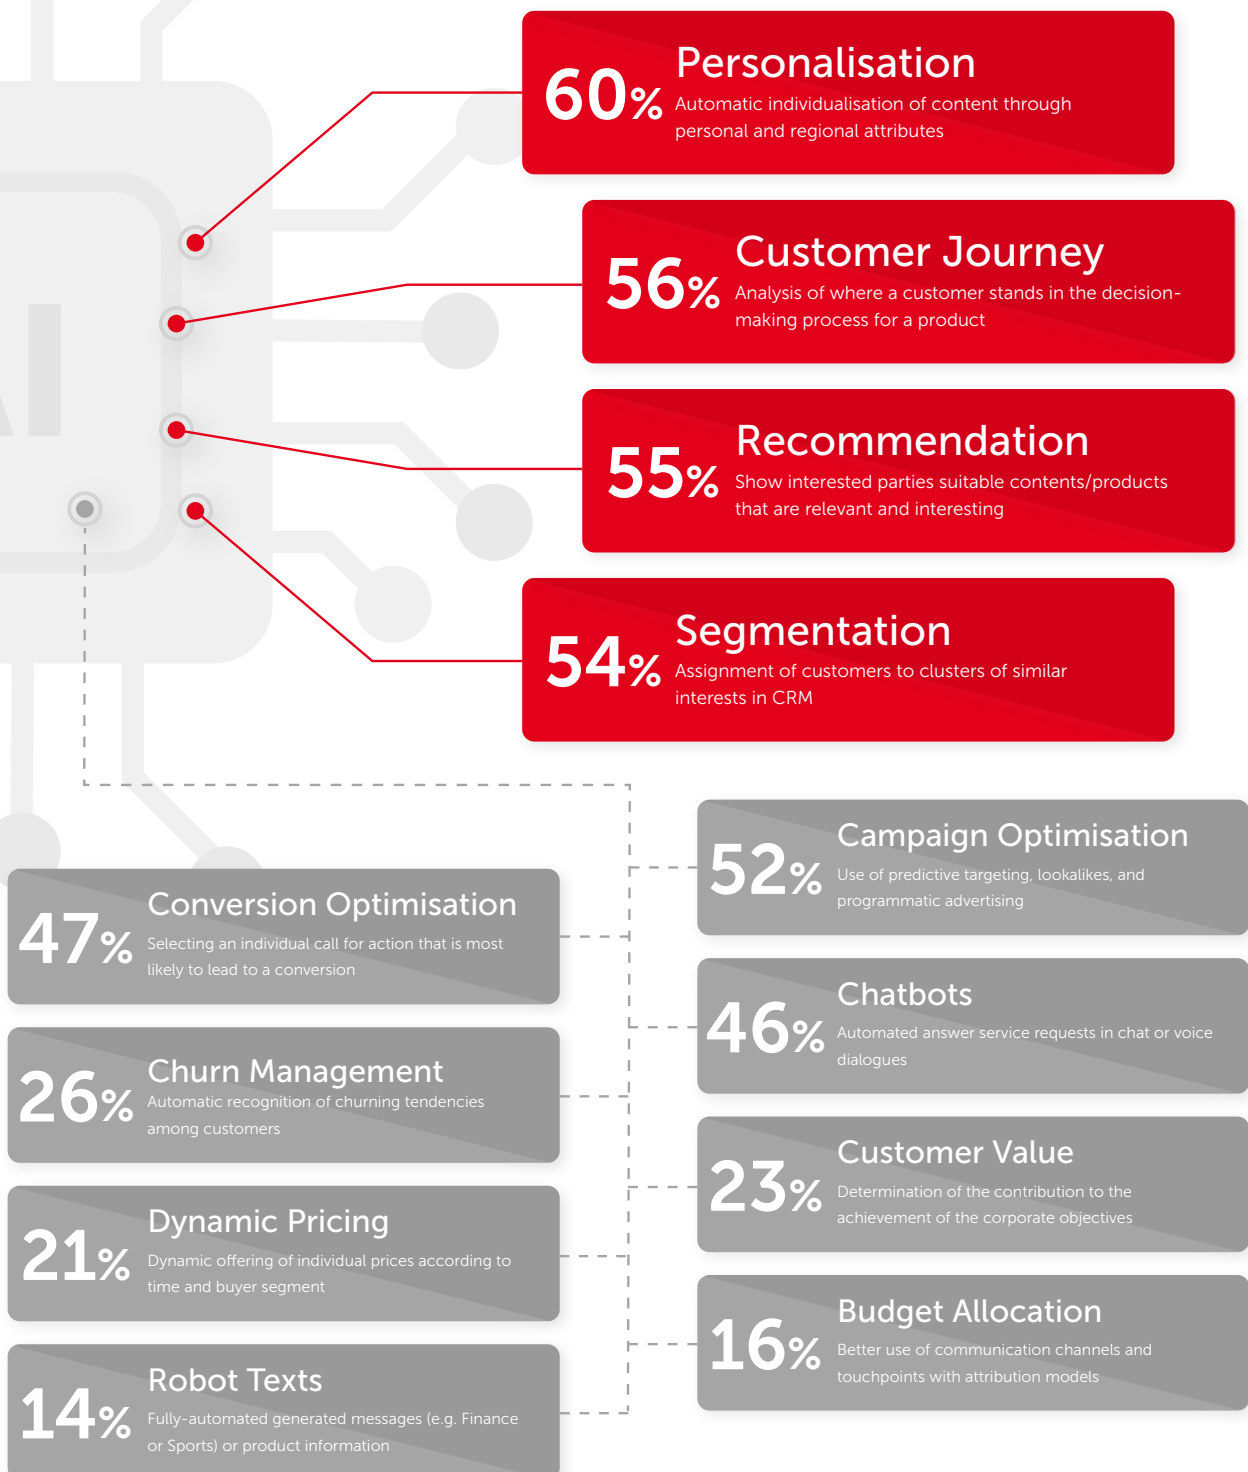 AI
60%
Personalisation
Automatic individualisation of content through
personal and regional attributes
56%
Customer Journey
Analysis of where a customer stands in the decision-
making process for a product
55%
Recommendation
Show interested parties suitable contents/products
that are relevant and interesting
54%
Segmentation
Assignment of customers to clusters of similar
interests in CRM
52%
Campaign Optimisation
Use of predictive targeting, lookalikes, and
programmatic advertising
47%
Conversion Optimisation
Selecting an individual call for action that is most
likely to lead to a conversion
46%
Chatbots
Automated answer service requests in chat or voice
dialogues
26%
Churn Management
Automatic recognition of churning tendencies
among customers
23%
Customer Value
Determination of the contribution to the
achievement of the corporate objectives
21%
Dynamic Pricing
Dynamic offering of individual prices according to
time and buyer segment
16%
Budget Allocation
Better use of communication channels and
touchpoints with attribution models
14%
Robot Texts
Fully-automated generated messages (e.g. Finance
or Sports) or product information